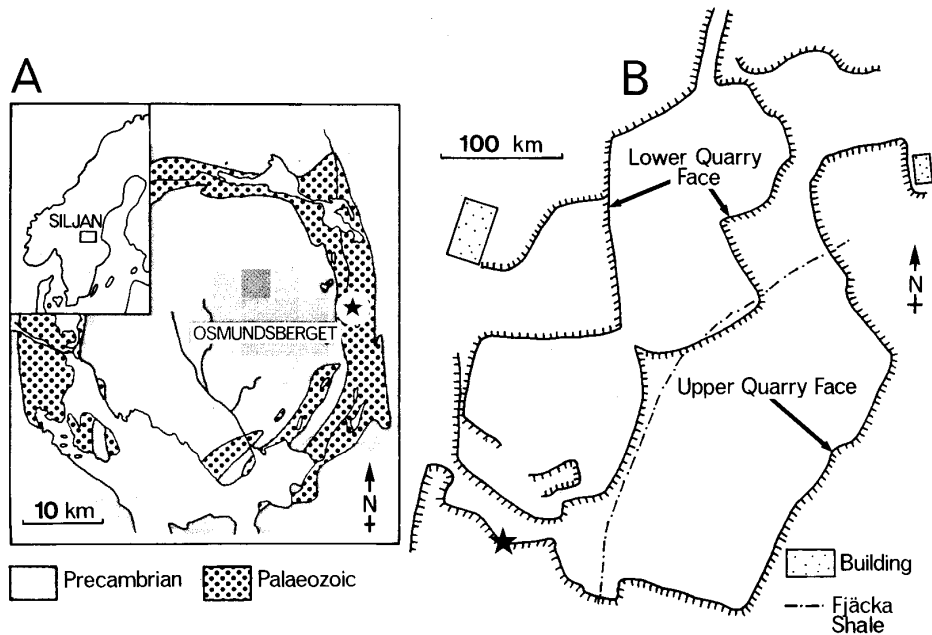 A
SILJAN
OSMUNDSBERGET
10 km
N
Precambrian
Palaeozoic
B
100 km
Lower Quarry
Face
N
Upper Quarry Face
Building
Fjäcka
Shale